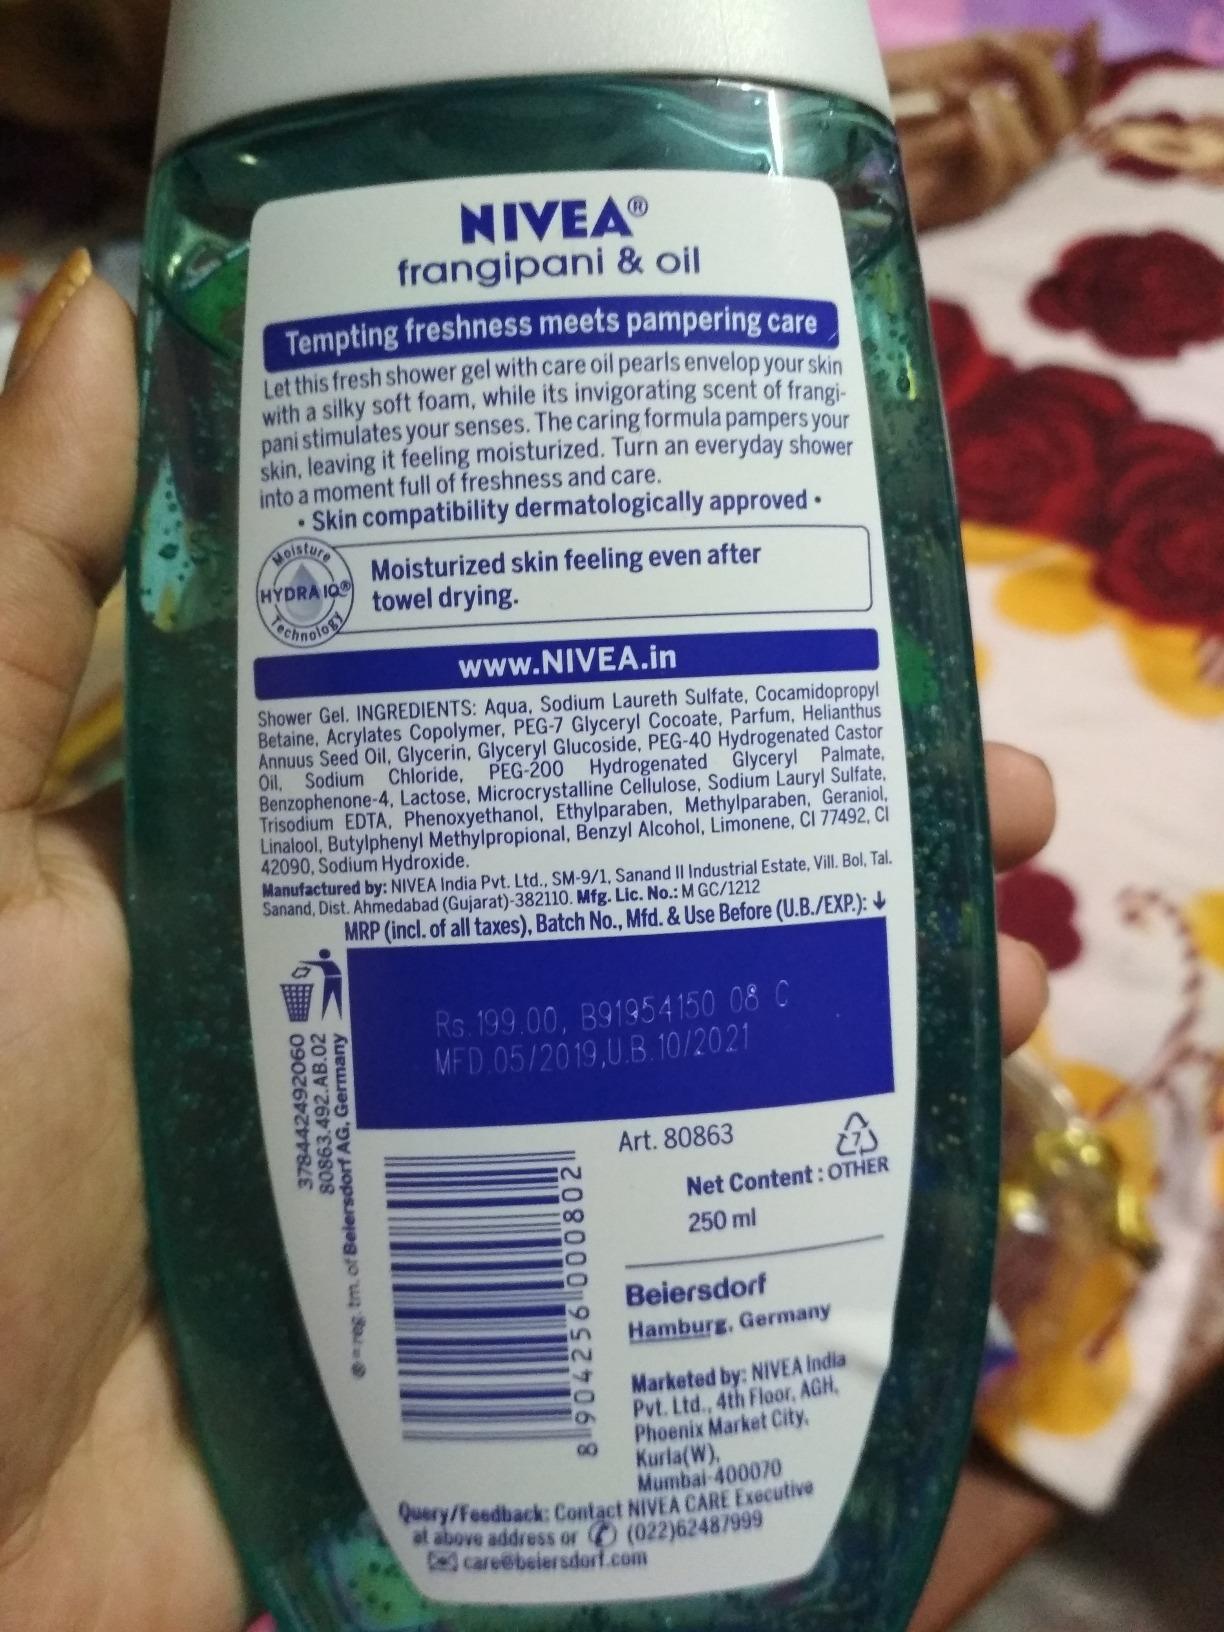 NIVEA®
frangipani & oil
Tempting freshness meets pampering care
Let this fresh shower gel with care oil pearls envelop your skin
with a silky soft foam, while its invigorating scent of frangi-
pani stimulates your senses. The caring formula pampers your
skin, leaving it feeling moisturized. Turn an everyday shower
into a moment full of freshness and care.
• Skin compatibility dermatologically approved •
Moisture
HYDRA IQ®
Technology
Moisturized skin feeling even after
towel drying.
www.NIVEA.in
Shower Gel. INGREDIENTS: Aqua, Sodium Laureth Sulfate, Cocamidopropyl
Betaine, Acrylates Copolymer, PEG-7 Glyceryl Cocoate, Parfum, Helianthus
Annuus Seed Oil, Glycerin, Glyceryl Glucoside, PEG-40 Hydrogenated Castor
Oil, Sodium Chloride, PEG-200 Hydrogenated Glyceryl Palmate,
Benzophenone-4, Lactose, Microcrystalline Cellulose, Sodium Lauryl Sulfate,
Trisodium EDTA, Phenoxyethanol, Ethylparaben, Methylparaben, Geraniol,
Linalool, Butylphenyl Methylpropional, Benzyl Alcohol, Limonene, CI 77492, CI
42090, Sodium Hydroxide.
Manufactured by: NIVEA India Pvt. Ltd., SM-9/1, Sanand II Industrial Estate, Vill. Bol, Tal.
Sanand, Dist. Ahmedabad (Gujarat)-382110. Mfg. Lic. No.: M GC/1212
MRP (incl. of all taxes), Batch No., Mfd. & Use Before (U.B./EXP.): ↓
Rs.199.00, B91954150 08 C
MFD.05/2019,U.B.10/2021
378442492060
80863.492.AB.02
® = reg. tm. of Beiersdorf AG, Germany
Art. 80863
7
OTHER
Net Content :
250 ml
8 904256 000802
Beiersdorf
Hamburg, Germany
Marketed by: NIVEA India
Pvt. Ltd., 4th Floor, AGH,
Phoenix Market City,
Kurla(W),
Mumbai-400070
Query/Feedback: Contact NIVEA CARE Executive
at above address or ✆ (022)62487999
care@beiersdorf.com